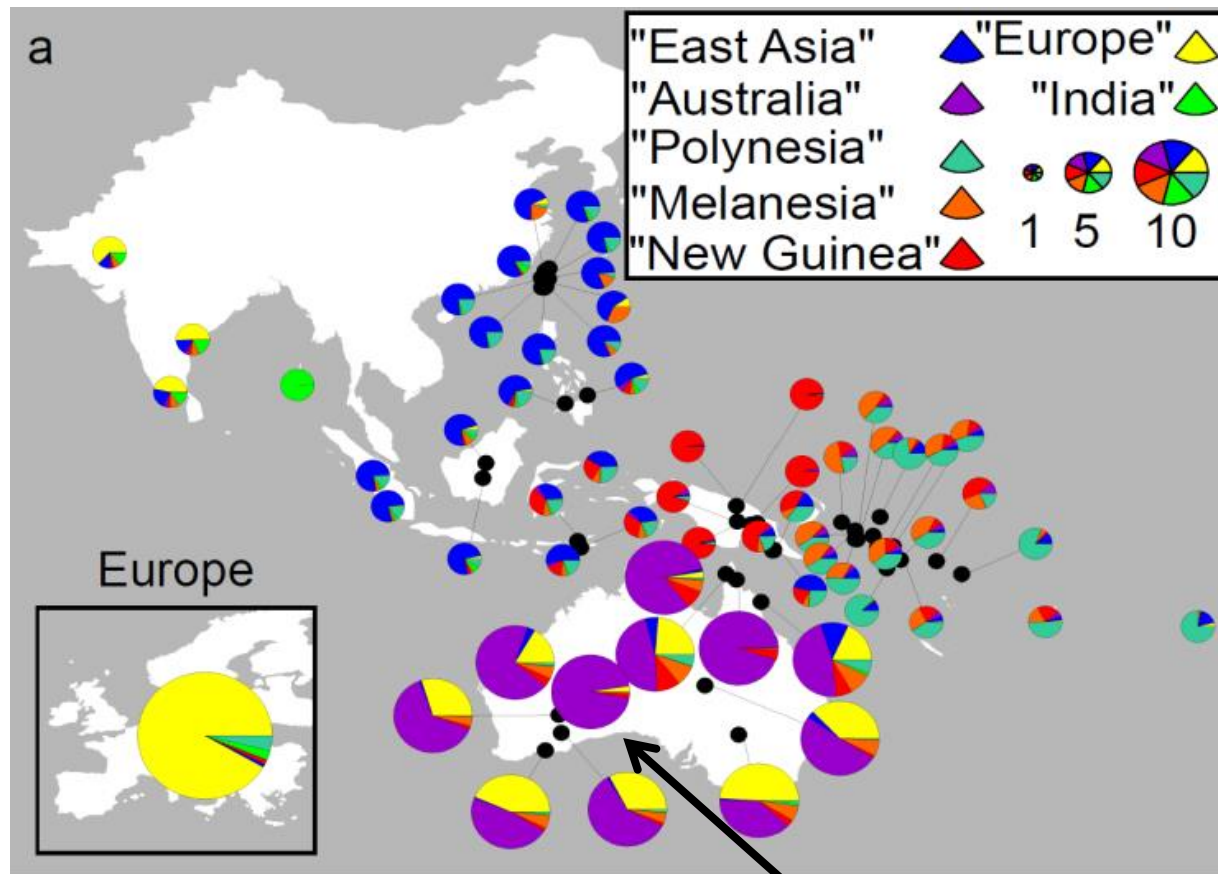 a
"East Asia" "Europe"
"Australia" "India"
"Polynesia"
"Melanesia"
"New Guinea"
1 5 10
Europe